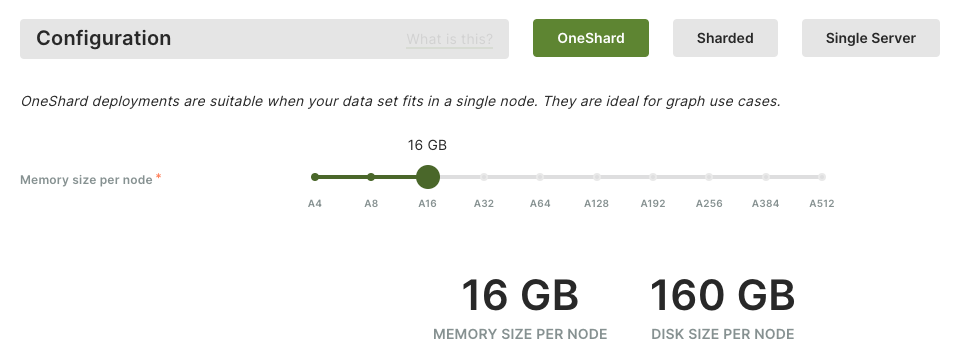 Configuration What is this? OneShard Sharded Single Server
OneShard deployments are suitable when your data set fits in a single node. They are ideal for graph use cases.
16 GB
Memory size per node *
A4 A8 A16 A32 A64 A128 A192 A256 A384 A512
16 GB 160 GB
MEMORY SIZE PER NODE DISK SIZE PER NODE